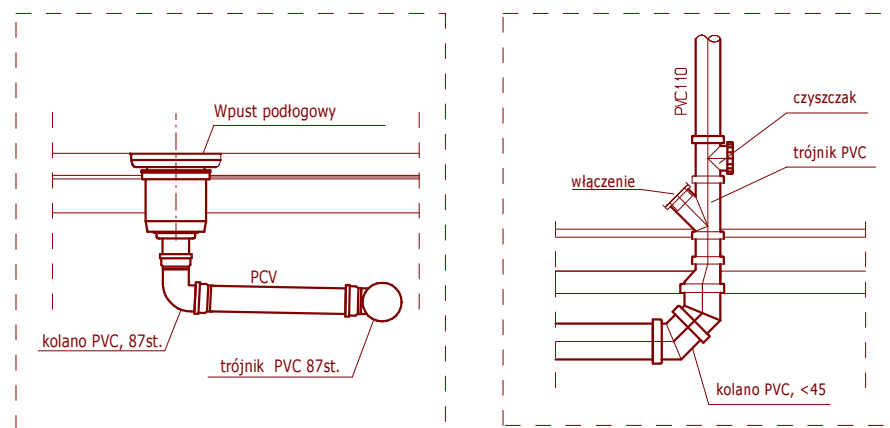 Wpust podłogowy
PCV
kolano PVC, 87st.
trójnik PVC 87st.
PVC110
czyszczak
trójnik PVC
włączenie
kolano PVC, <45